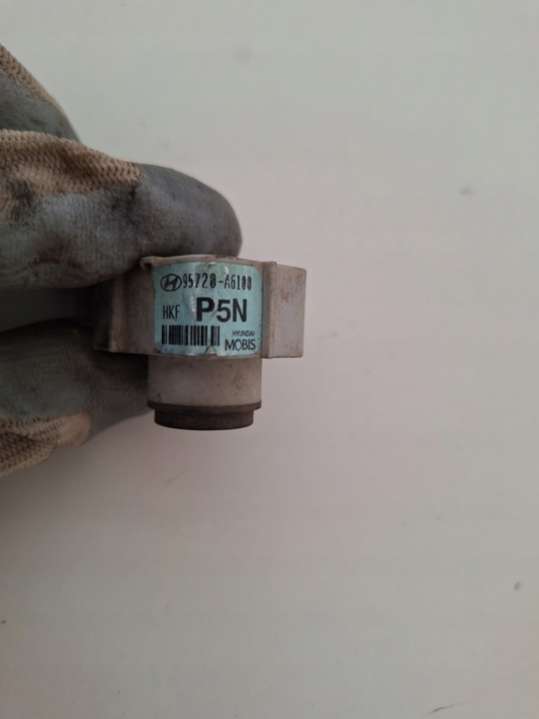 95720-A6100
HKF P5N
HYUNDAI
MOBIS